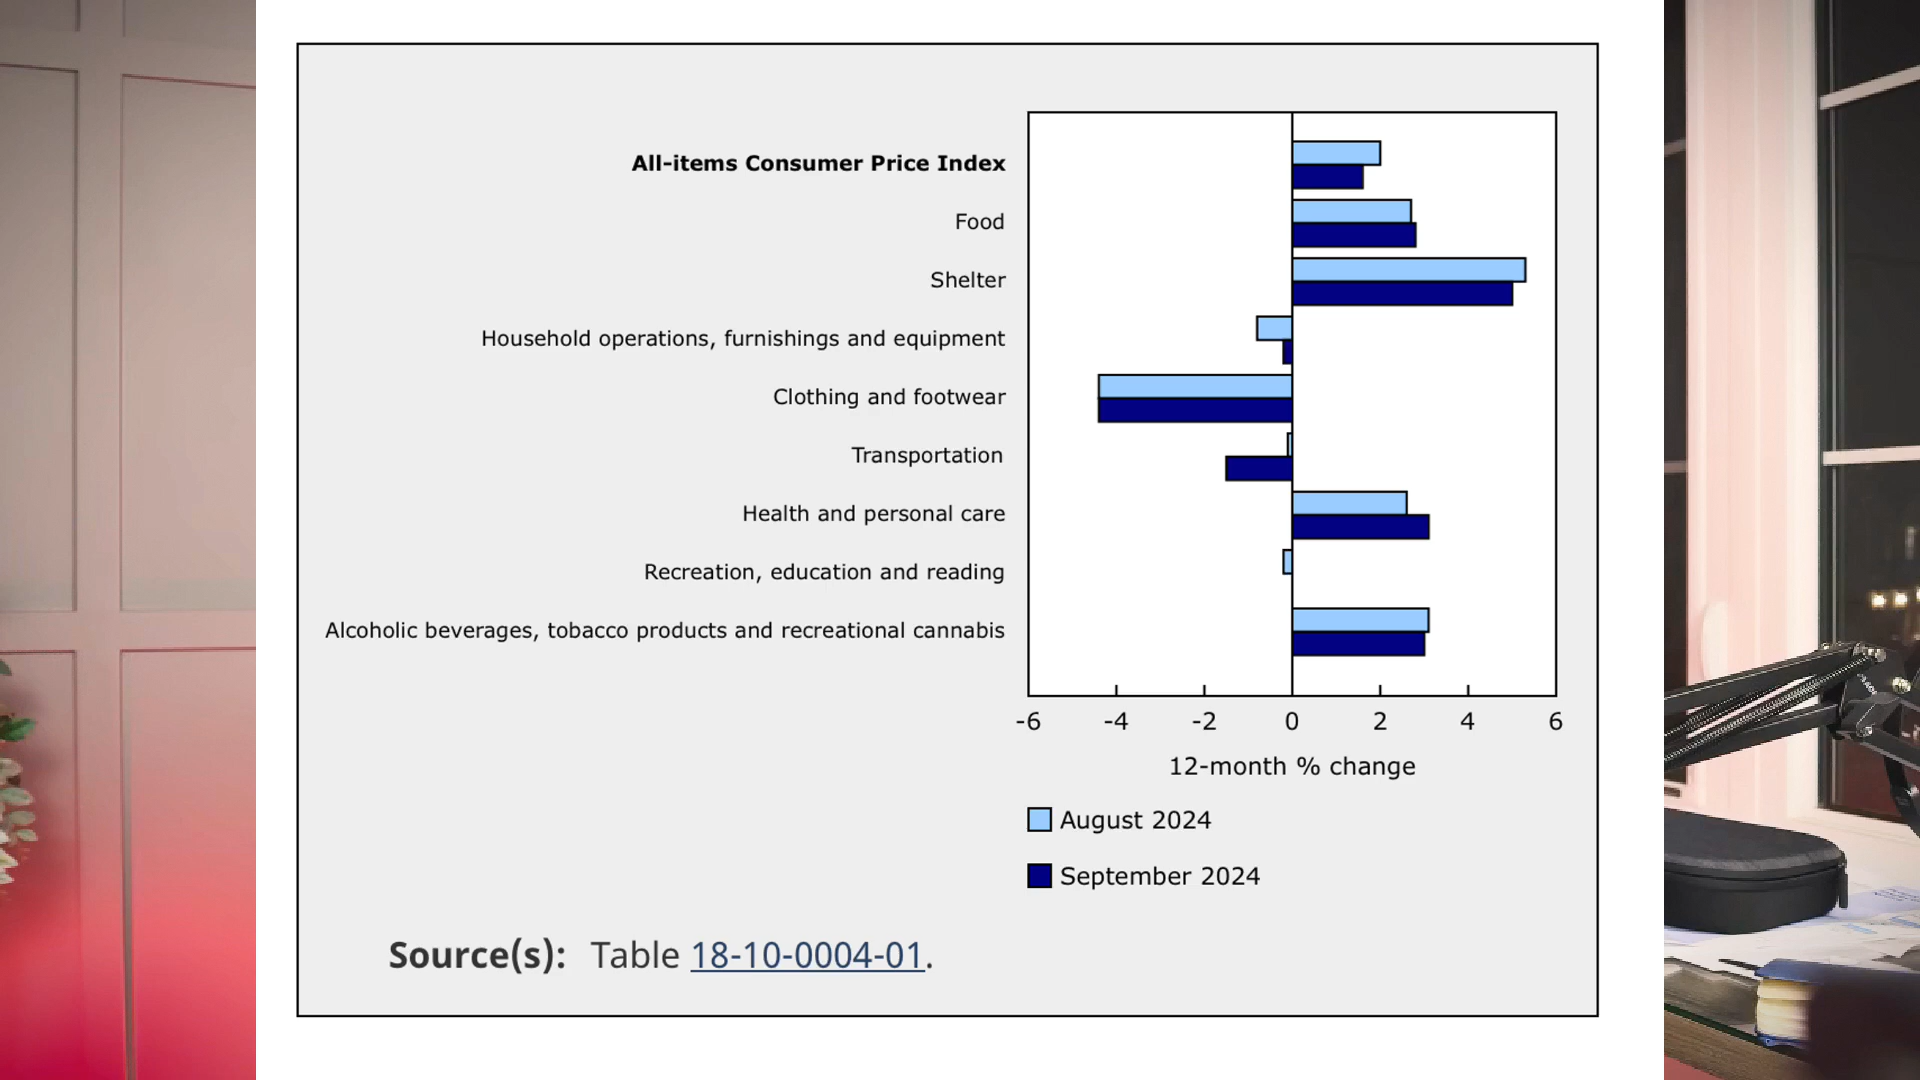 All-items Consumer Price Index
Food
Shelter
Household operations, furnishings and equipment
Clothing and footwear
Transportation
Health and personal care
Recreation, education and reading
Alcoholic beverages, tobacco products and recreational cannabis
-6 -4 -2 0 2 4 6
12-month % change
August 2024
September 2024
Source(s): Table 18-10-0004-01.